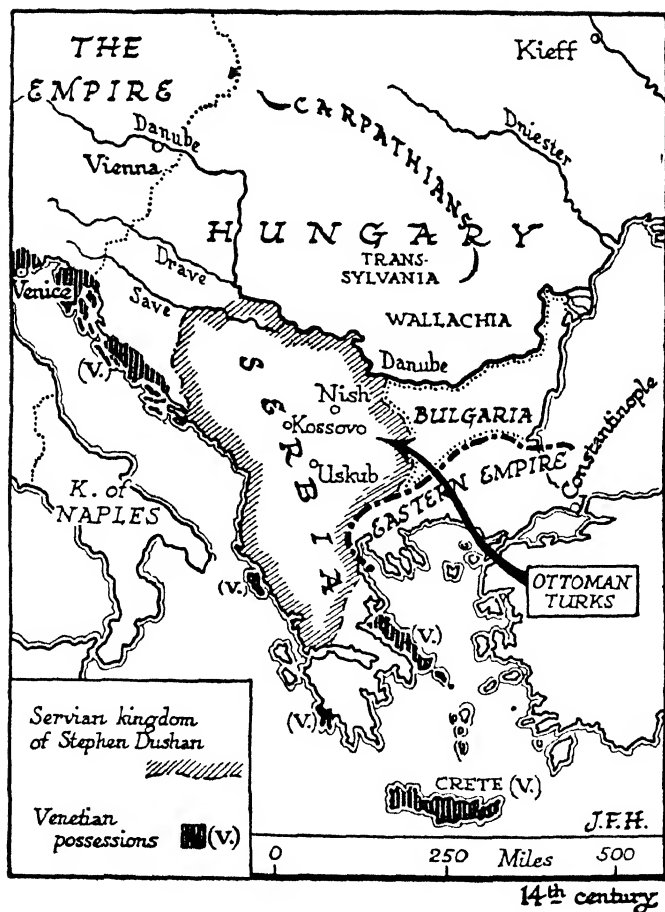 THE
EMPIRE
Kieff
CARPATHIANS
Dniester
Danube
Vienna
HUNGARY
TRANS-
SYLVANIA
Drave
Venice
Save
WALLACHIA
(V.)
Danube
SERBIA
Nish
BULGARIA
Kossovo
Uskub
EASTERN EMPIRE
Constantinople
K. of
NAPLES
(V.)
OTTOMAN
TURKS
(V.)
(V.)
Servian kingdom
of Stephen Dushan
Venetian
possessions (V.)
CRETE (V.)
J.F.H.
0 250 Miles 500
14th century